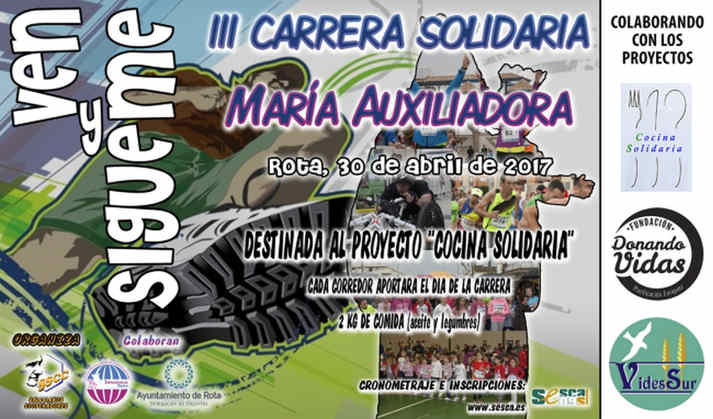 ven
y
sígueme
III CARRERA SOLIDARIA
MARÍA AUXILIADORA
ROTA, 30 DE ABRIL DE 2017
DESTINADA AL PROYECTO "COCINA SOLIDARIA"
CADA CORREDOR APORTARA EL DIA DE LA CARRERA
2 KG DE COMIDA (aceite y legumbres)
CRONOMETRAJE E INSCRIPCIONES:
www.sesca.es
Sesca
ORGANIZA
Colaboran
Ayuntamiento de Rota
COLABORANDO
CON LOS
PROYECTOS
Cocina
Solidaria
FUNDACIÓN
Donando
Vidas
VidesSur